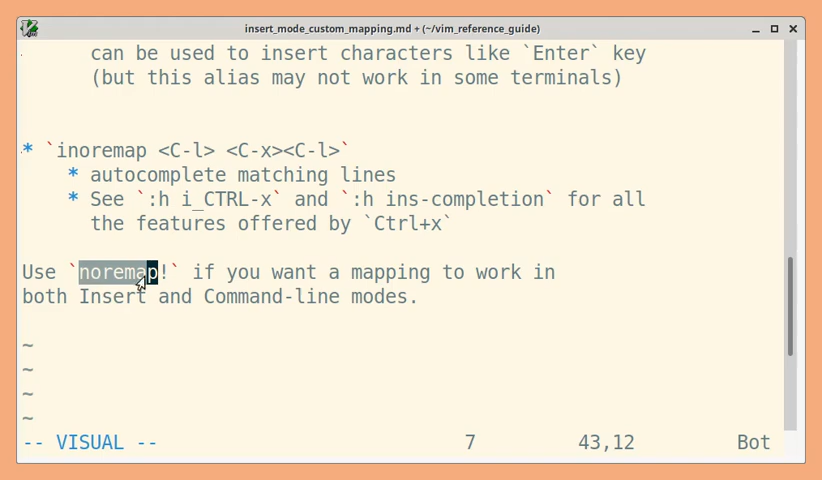 insert_mode_custom_mapping.md + (~/vim_reference_guide)
can be used to insert characters like `Enter` key
(but this alias may not work in some terminals)
* `inoremap <C-l> <C-x><C-l>`
* autocomplete matching lines
* See `:h i_CTRL-x` and `:h ins-completion` for all
the features offered by `Ctrl+x`
Use `noremap!` if you want a mapping to work in
both Insert and Command-line modes.
~
~
~
~
-- VISUAL -- 7 43,12 Bot